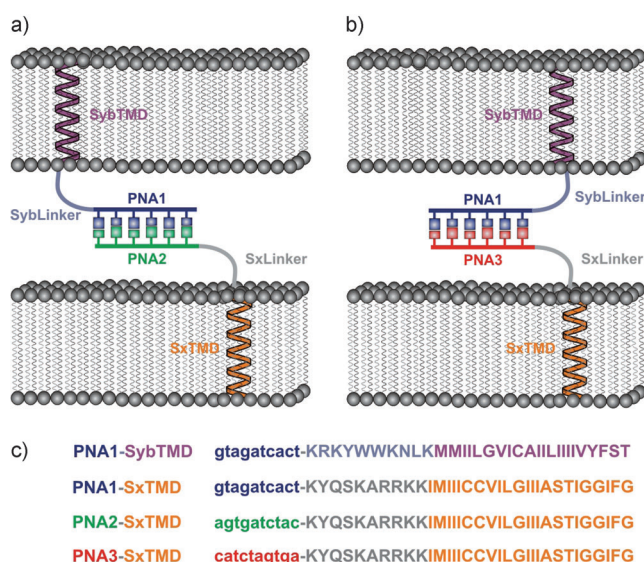 a)
b)
SybTMD
SybTMD
PNA1
PNA1
SybLinker
SybLinker
PNA2
PNA3
SxLinker
SxLinker
SxTMD
SxTMD
c)
PNA1-SybTMD gtagatcact-KRKYWWKNLKMMIILGVICAIILIIIIVYFST
PNA1-SxTMD gtagatcact-KYQSKARRKKIMIIICCVILGIIIASTIGGIFG
PNA2-SxTMD agtgatctac-KYQSKARRKKIMIIICCVILGIIIASTIGGIFG
PNA3-SxTMD catctagtga-KYQSKARRKKIMIIICCVILGIIIASTIGGIFG